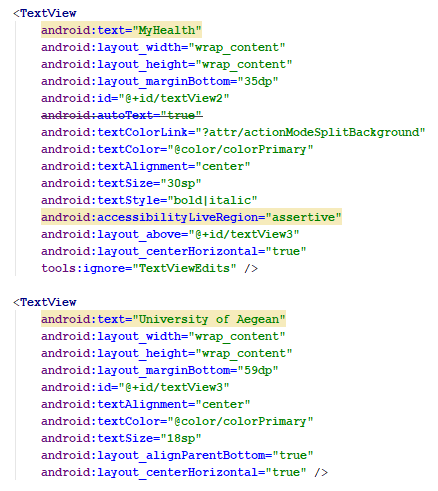 <TextView
android:text="MyHealth"
android:layout_width="wrap_content"
android:layout_height="wrap_content"
android:layout_marginBottom="35dp"
android:id="@+id/textView2"
android:autoText="true"
android:textColorLink="?attr/actionModeSplitBackground"
android:textColor="@color/colorPrimary"
android:textAlignment="center"
android:textSize="30sp"
android:textStyle="bold|italic"
android:accessibilityLiveRegion="assertive"
android:layout_above="@+id/textView3"
android:layout_centerHorizontal="true"
tools:ignore="TextViewEdits" />
<TextView
android:text="University of Aegean"
android:layout_width="wrap_content"
android:layout_height="wrap_content"
android:layout_marginBottom="59dp"
android:id="@+id/textView3"
android:textAlignment="center"
android:textColor="@color/colorPrimary"
android:textSize="18sp"
android:layout_alignParentBottom="true"
android:layout_centerHorizontal="true" />